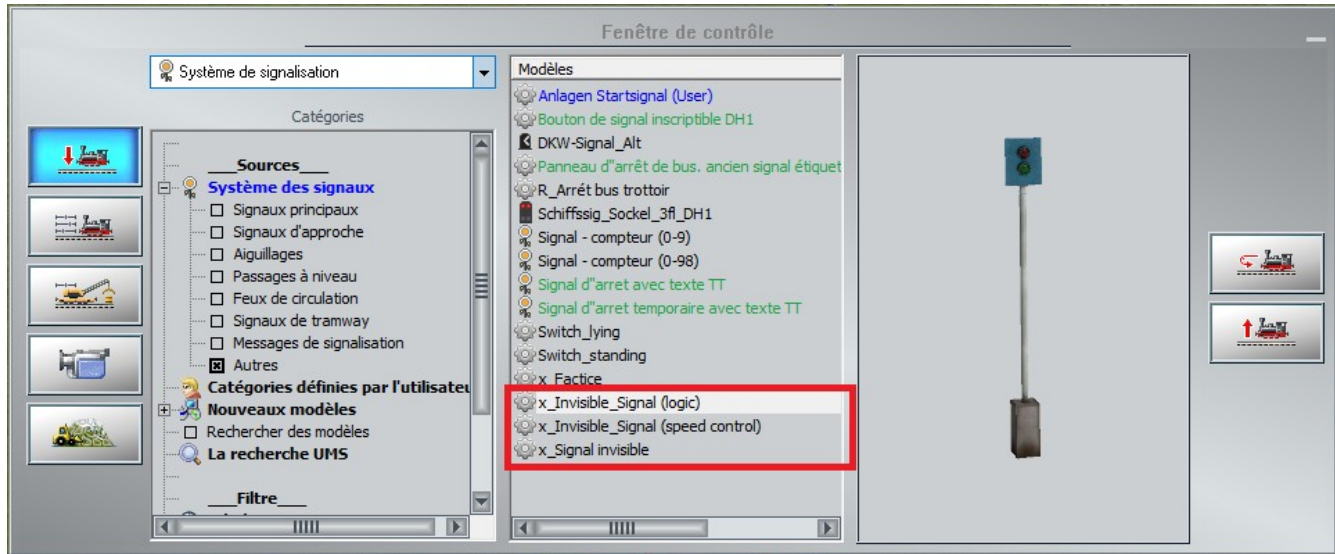 Fenêtre de contrôle
Système de signalisation
Catégories
___Sources___
Système des signaux
Signaux principaux
Signaux d'approche
Aiguillages
Passages à niveau
Feux de circulation
Signaux de tramway
Messages de signalisation
Autres
Catégories définies par l'utilisateu
Nouveaux modèles
Rechercher des modèles
La recherche UMS
___Filtre___
Modèles
Anlagen Startsignal (User)
Bouton de signal inscriptible DH1
DKW-Signal_Alt
Panneau d"arrêt de bus. ancien signal étiquet
R_Arrét bus trottoir
Schiffssig_Sockel_3fl_DH1
Signal - compteur (0-9)
Signal - compteur (0-98)
Signal d"arret avec texte TT
Signal d"arret temporaire avec texte TT
Switch_lying
Switch_standing
x_Factice
x_Invisible_Signal (logic)
x_Invisible_Signal (speed control)
x_Signal invisible